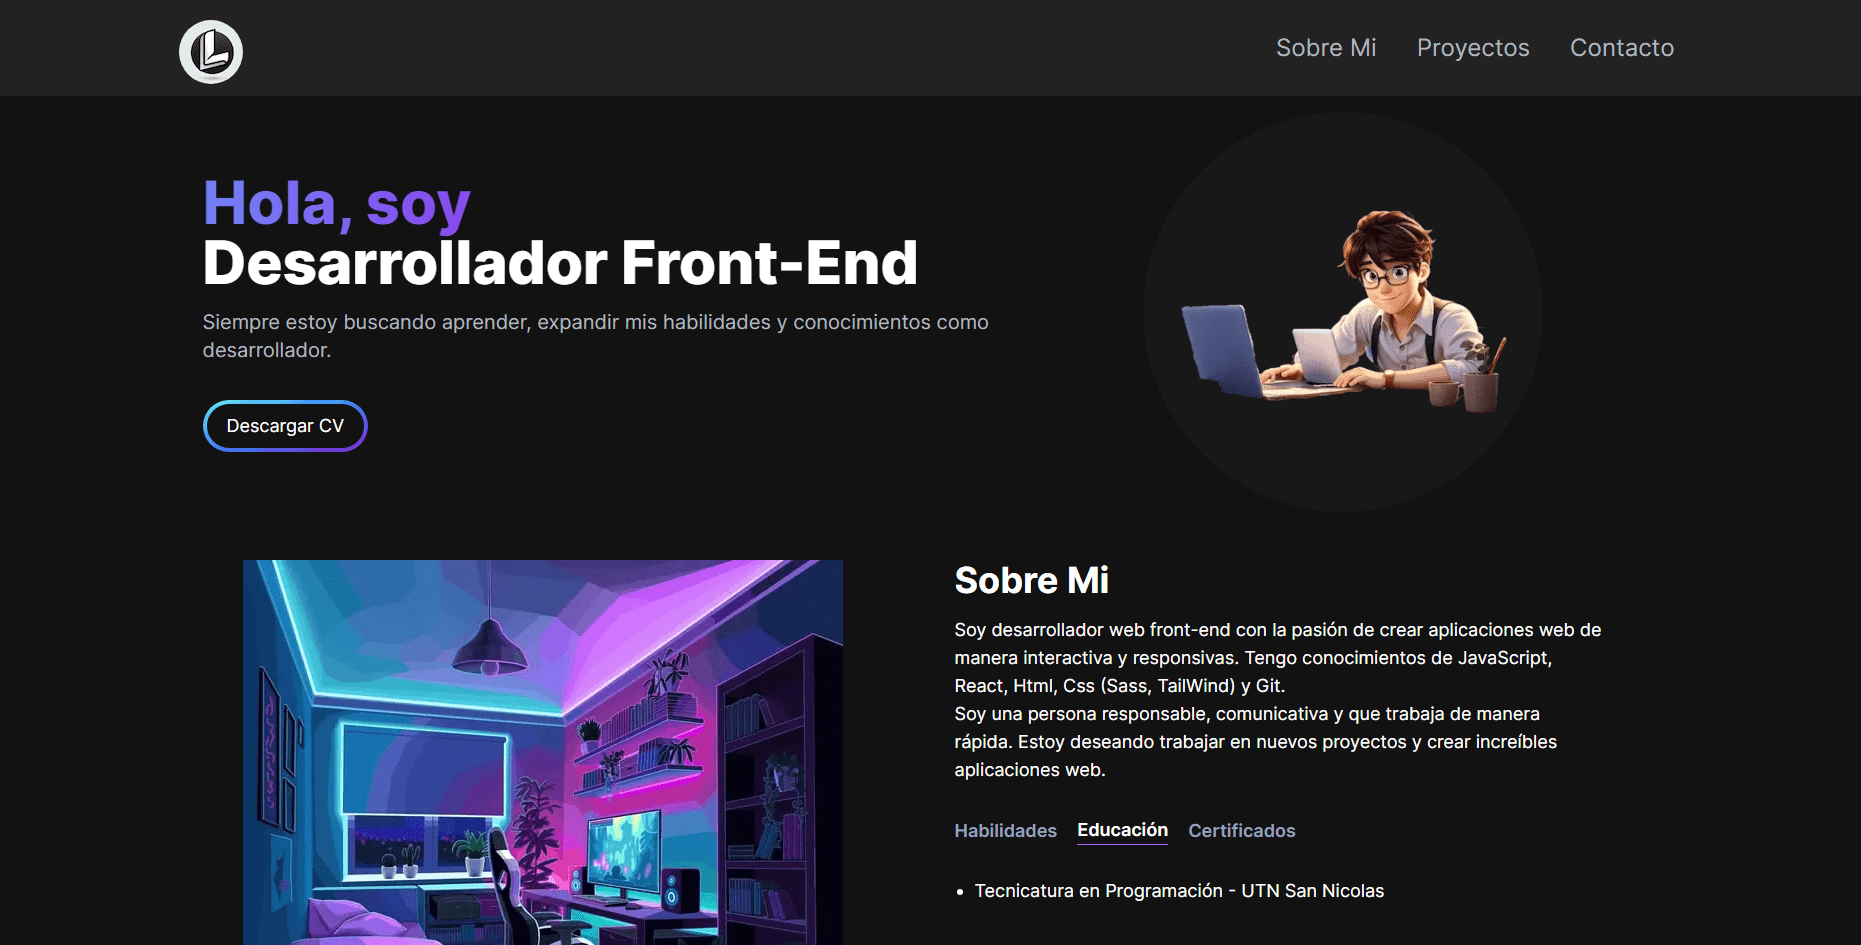 L
Sobre Mi Proyectos Contacto
Hola, soy
Desarrollador Front-End
Siempre estoy buscando aprender, expandir mis habilidades y conocimientos como
desarrollador.
Descargar CV
Sobre Mi
Soy desarrollador web front-end con la pasión de crear aplicaciones web de
manera interactiva y responsivas. Tengo conocimientos de JavaScript,
React, Html, Css (Sass, TailWind) y Git.
Soy una persona responsable, comunicativa y que trabaja de manera
rápida. Estoy deseando trabajar en nuevos proyectos y crear increíbles
aplicaciones web.
Habilidades Educación Certificados
• Tecnicatura en Programación - UTN San Nicolas